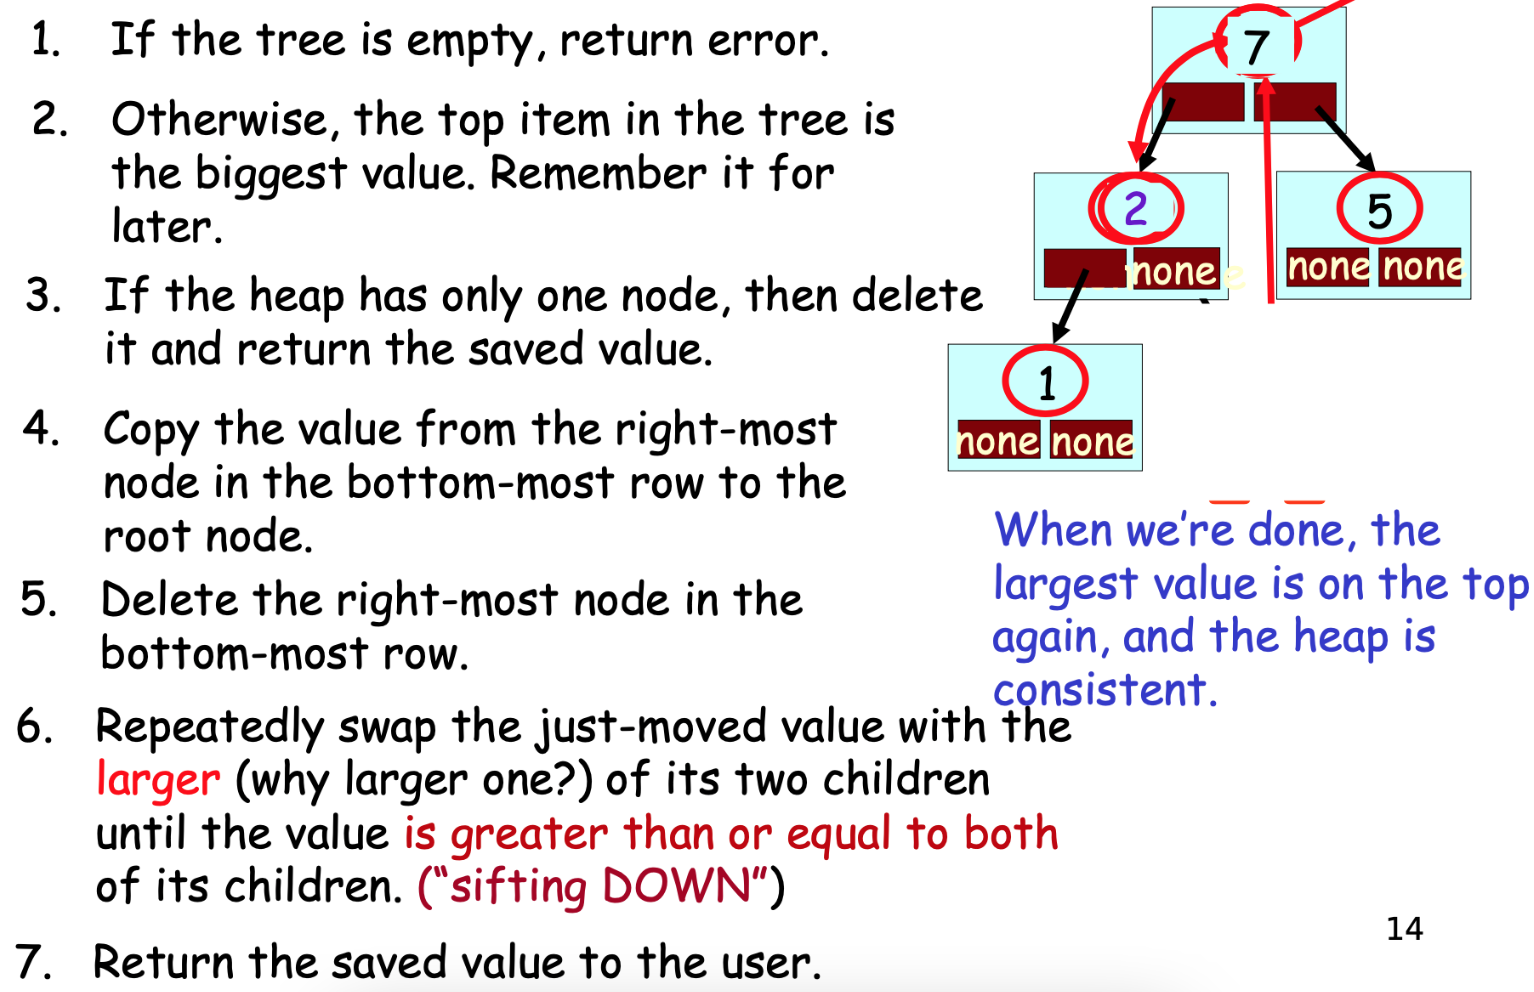 1. If the tree is empty, return error.
2. Otherwise, the top item in the tree is
the biggest value. Remember it for
later.
3. If the heap has only one node, then delete
it and return the saved value.
4. Copy the value from the right-most
node in the bottom-most row to the
root node.
5. Delete the right-most node in the
bottom-most row.
6. Repeatedly swap the just-moved value with the
larger (why larger one?) of its two children
until the value is greater than or equal to both
of its children. ("sifting DOWN")
7. Return the saved value to the user.
7
2
5
none
none none
1
none none
When we're done, the
largest value is on the top
again, and the heap is
consistent.
14